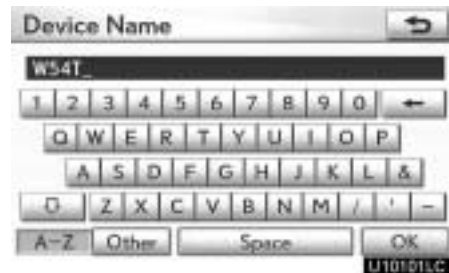 Device Name
W54T_
1 2 3 4 5 6 7 8 9 0 ←
Q W E R T Y U I O P
A S D F G H J K L &
Z X C V B N M / ' -
A-Z Other Space OK
U10101LC